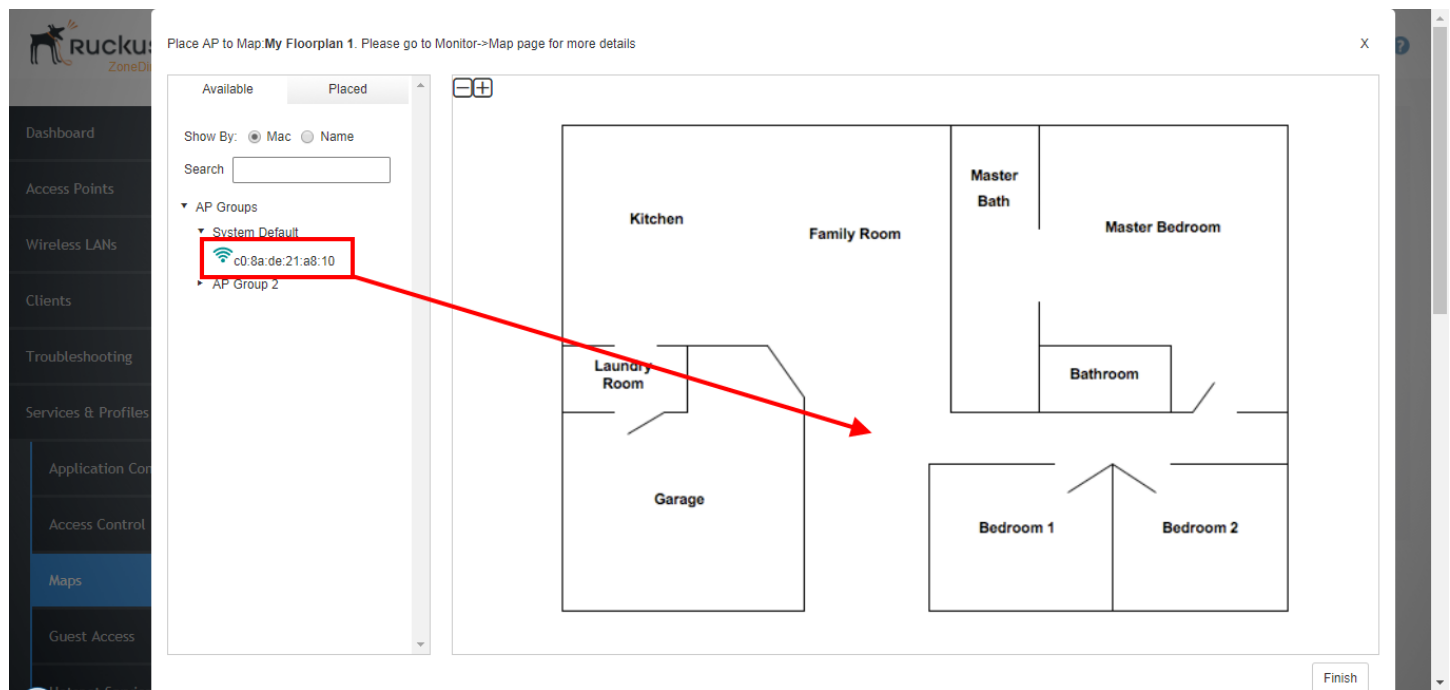 RUCKU
ZoneDi
Place AP to Map:My Floorplan 1. Please go to Monitor->Map page for more details
X
?
Available Placed
Show By: Mac Name
Search
AP Groups
System Default
c0:8a:de:21:a8:10
AP Group 2
Dashboard
Access Points
Wireless LANs
Clients
Troubleshooting
Services & Profiles
Application Con
Access Control
Maps
Guest Access
Kitchen
Family Room
Master
Bath
Master Bedroom
Laundry
Room
Bathroom
Garage
Bedroom 1
Bedroom 2
Finish